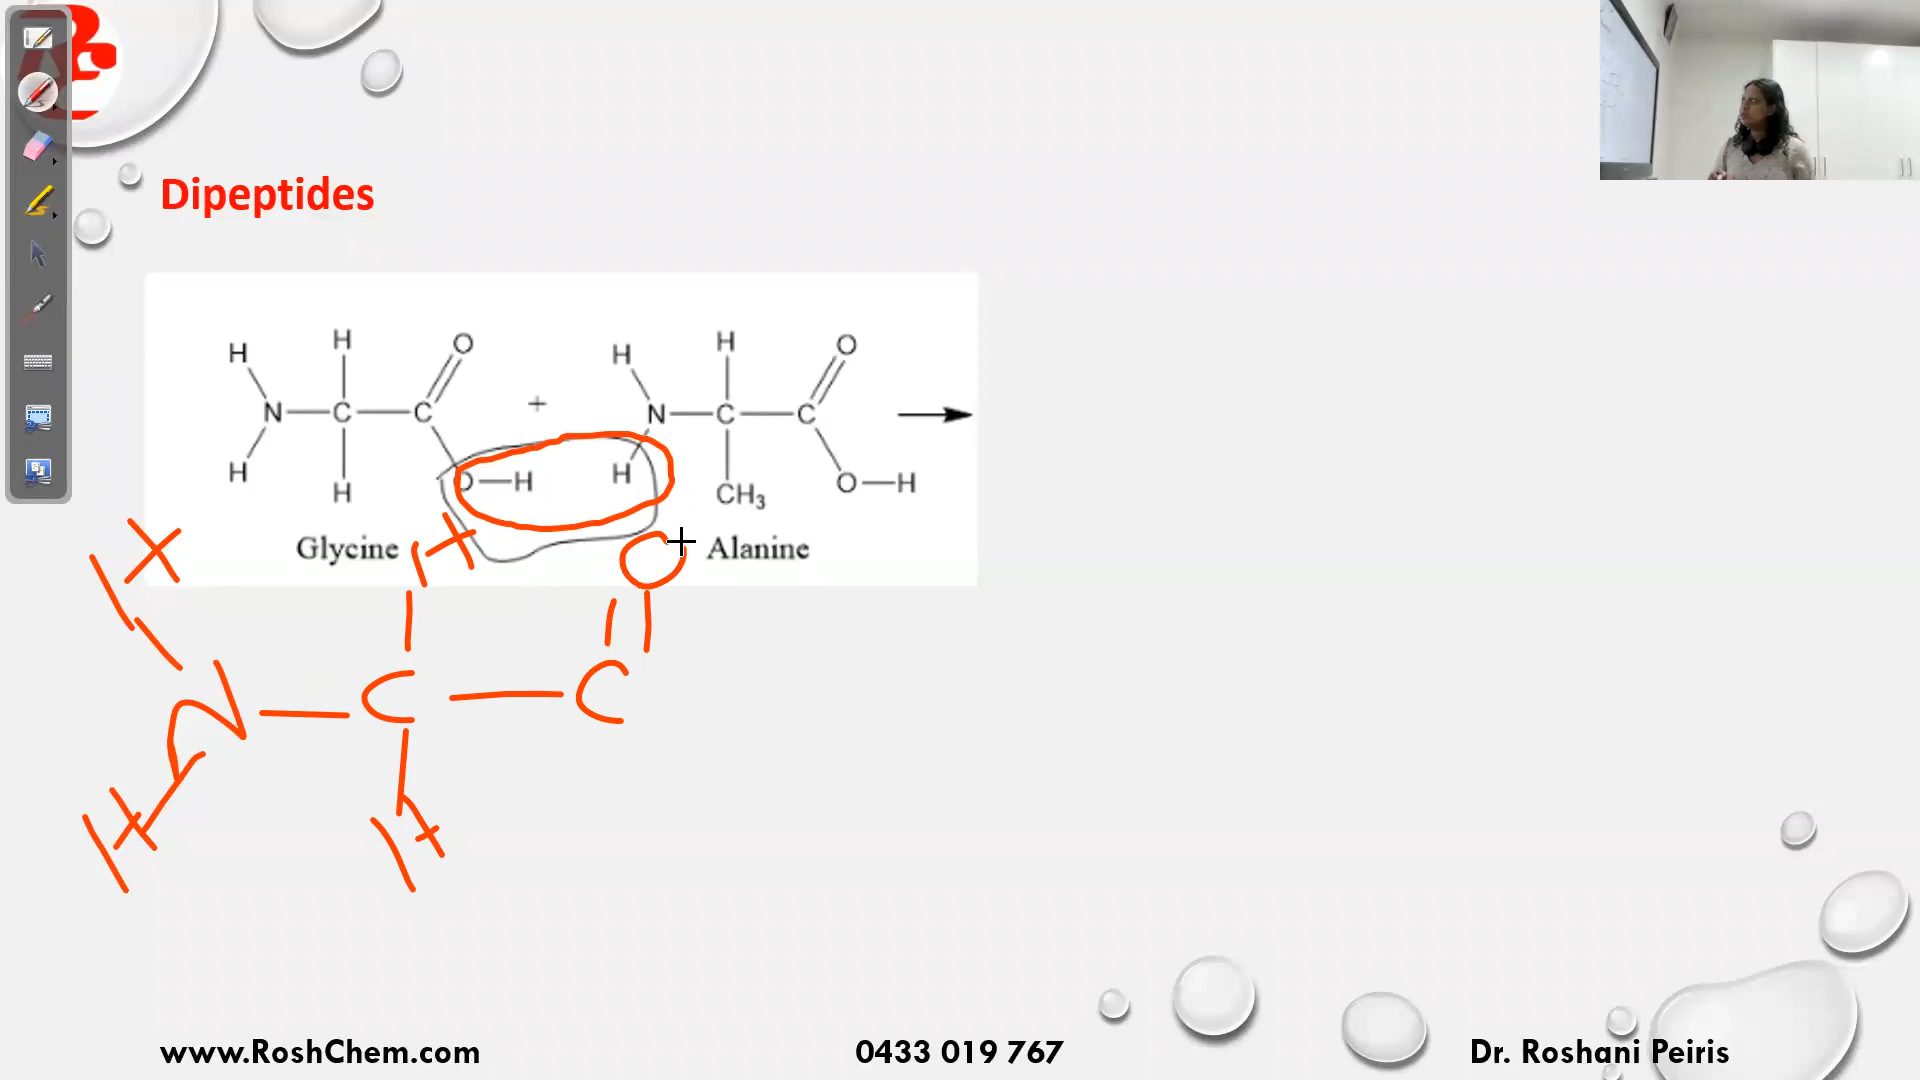 Dipeptides
H H O H H O
N C C + N C C
H H O H H CH₃ O H
Glycine Alanine
H H O
N C C
H H
www.RoshChem.com 0433 019 767 Dr. Roshani Peiris